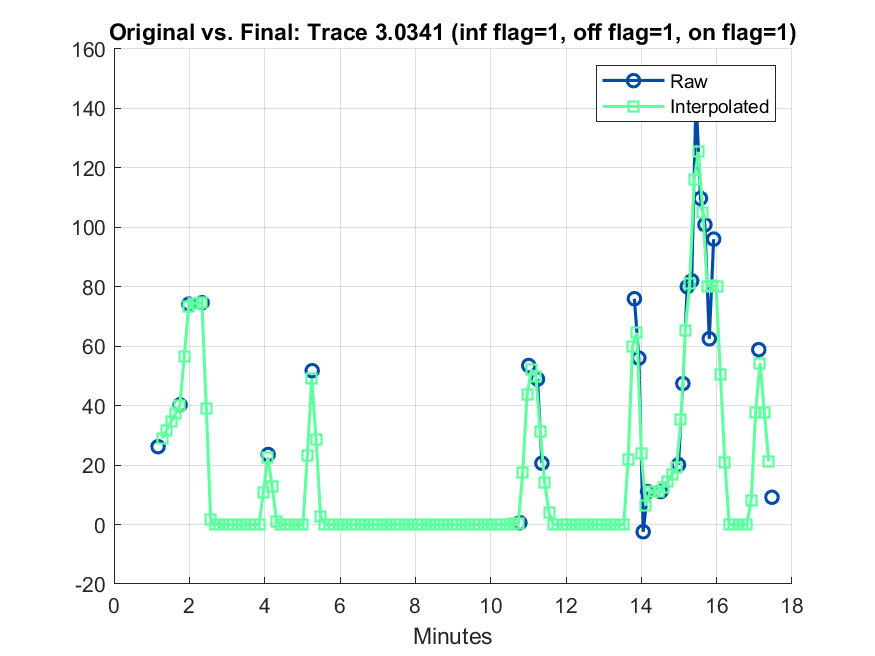 Original vs. Final: Trace 3.0341 (inf flag=1, off flag=1, on flag=1)
160
140
120
100
80
60
40
20
0
-20
Raw
Interpolated
0 2 4 6 8 10 12 14 16 18
Minutes